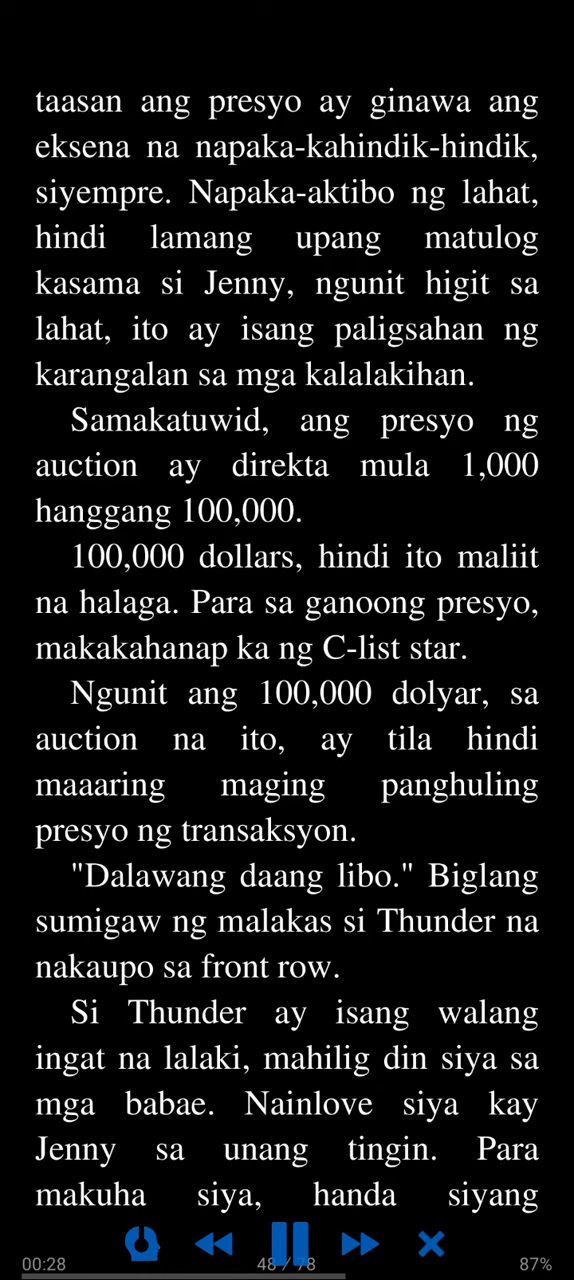 taasan ang presyo ay ginawa ang
eksena na napaka-kahindik-hindik,
siyempre. Napaka-aktibo ng lahat,
hindi lamang upang matulog
kasama si Jenny, ngunit higit sa
lahat, ito ay isang paligsahan ng
karangalan sa mga kalalakihan.
Samakatuwid, ang presyo ng
auction ay direkta mula 1,000
hanggang 100,000.
100,000 dollars, hindi ito maliit
na halaga. Para sa ganoong presyo,
makakahanap ka ng C-list star.
Ngunit ang 100,000 dolyar, sa
auction na ito, ay tila hindi
maaaring maging panghuling
presyo ng transaksyon.
"Dalawang daang libo." Biglang
sumigaw ng malakas si Thunder na
nakaupo sa front row.
Si Thunder ay isang walang
ingat na lalaki, mahilig din siya sa
mga babae. Nainlove siya kay
Jenny sa unang tingin. Para
makuha siya, handa siyang
00:28 48 / 78 87%